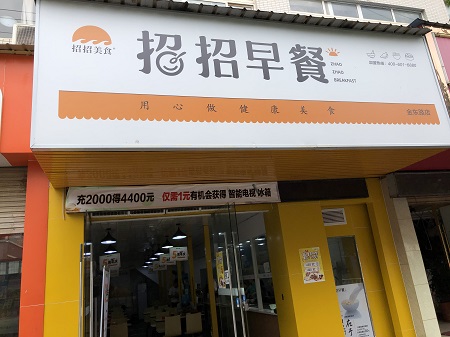 招招美食
招招早餐
ZHAO
ZHAO
BREAKFAST
用心做健康美食
充2000得4400元 仅需1元有机会获得 智能电视 冰箱